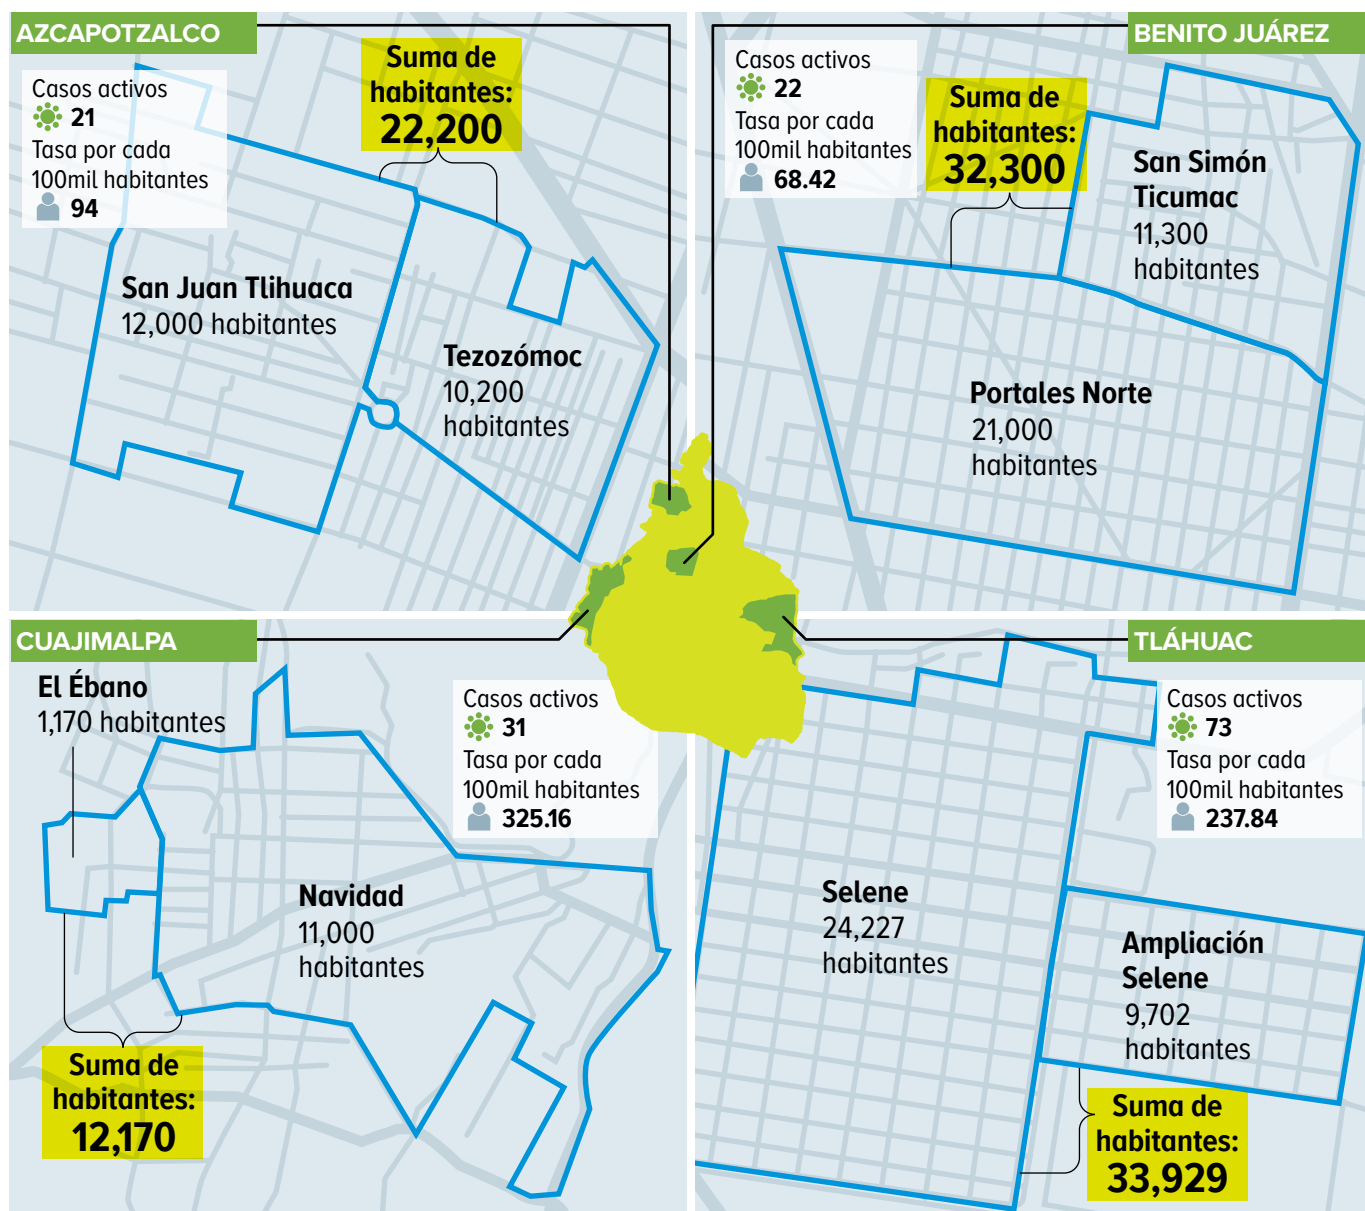 AZCAPOTZALCO
Casos activos
21
Tasa por cada
100mil habitantes
94
Suma de
habitantes:
22,200
San Juan Tlihuaca
12,000 habitantes
Tezozómoc
10,200
habitantes
BENITO JUÁREZ
Casos activos
22
Tasa por cada
100mil habitantes
68.42
Suma de
habitantes:
32,300
San Simón
Ticumac
11,300
habitantes
Portales Norte
21,000
habitantes
CUAJIMALPA
El Ébano
1,170 habitantes
Casos activos
31
Tasa por cada
100mil habitantes
325.16
Navidad
11,000
habitantes
Suma de
habitantes:
12,170
TLÁHUAC
Casos activos
73
Tasa por cada
100mil habitantes
237.84
Selene
24,227
habitantes
Ampliación
Selene
9,702
habitantes
Suma de
habitantes:
33,929